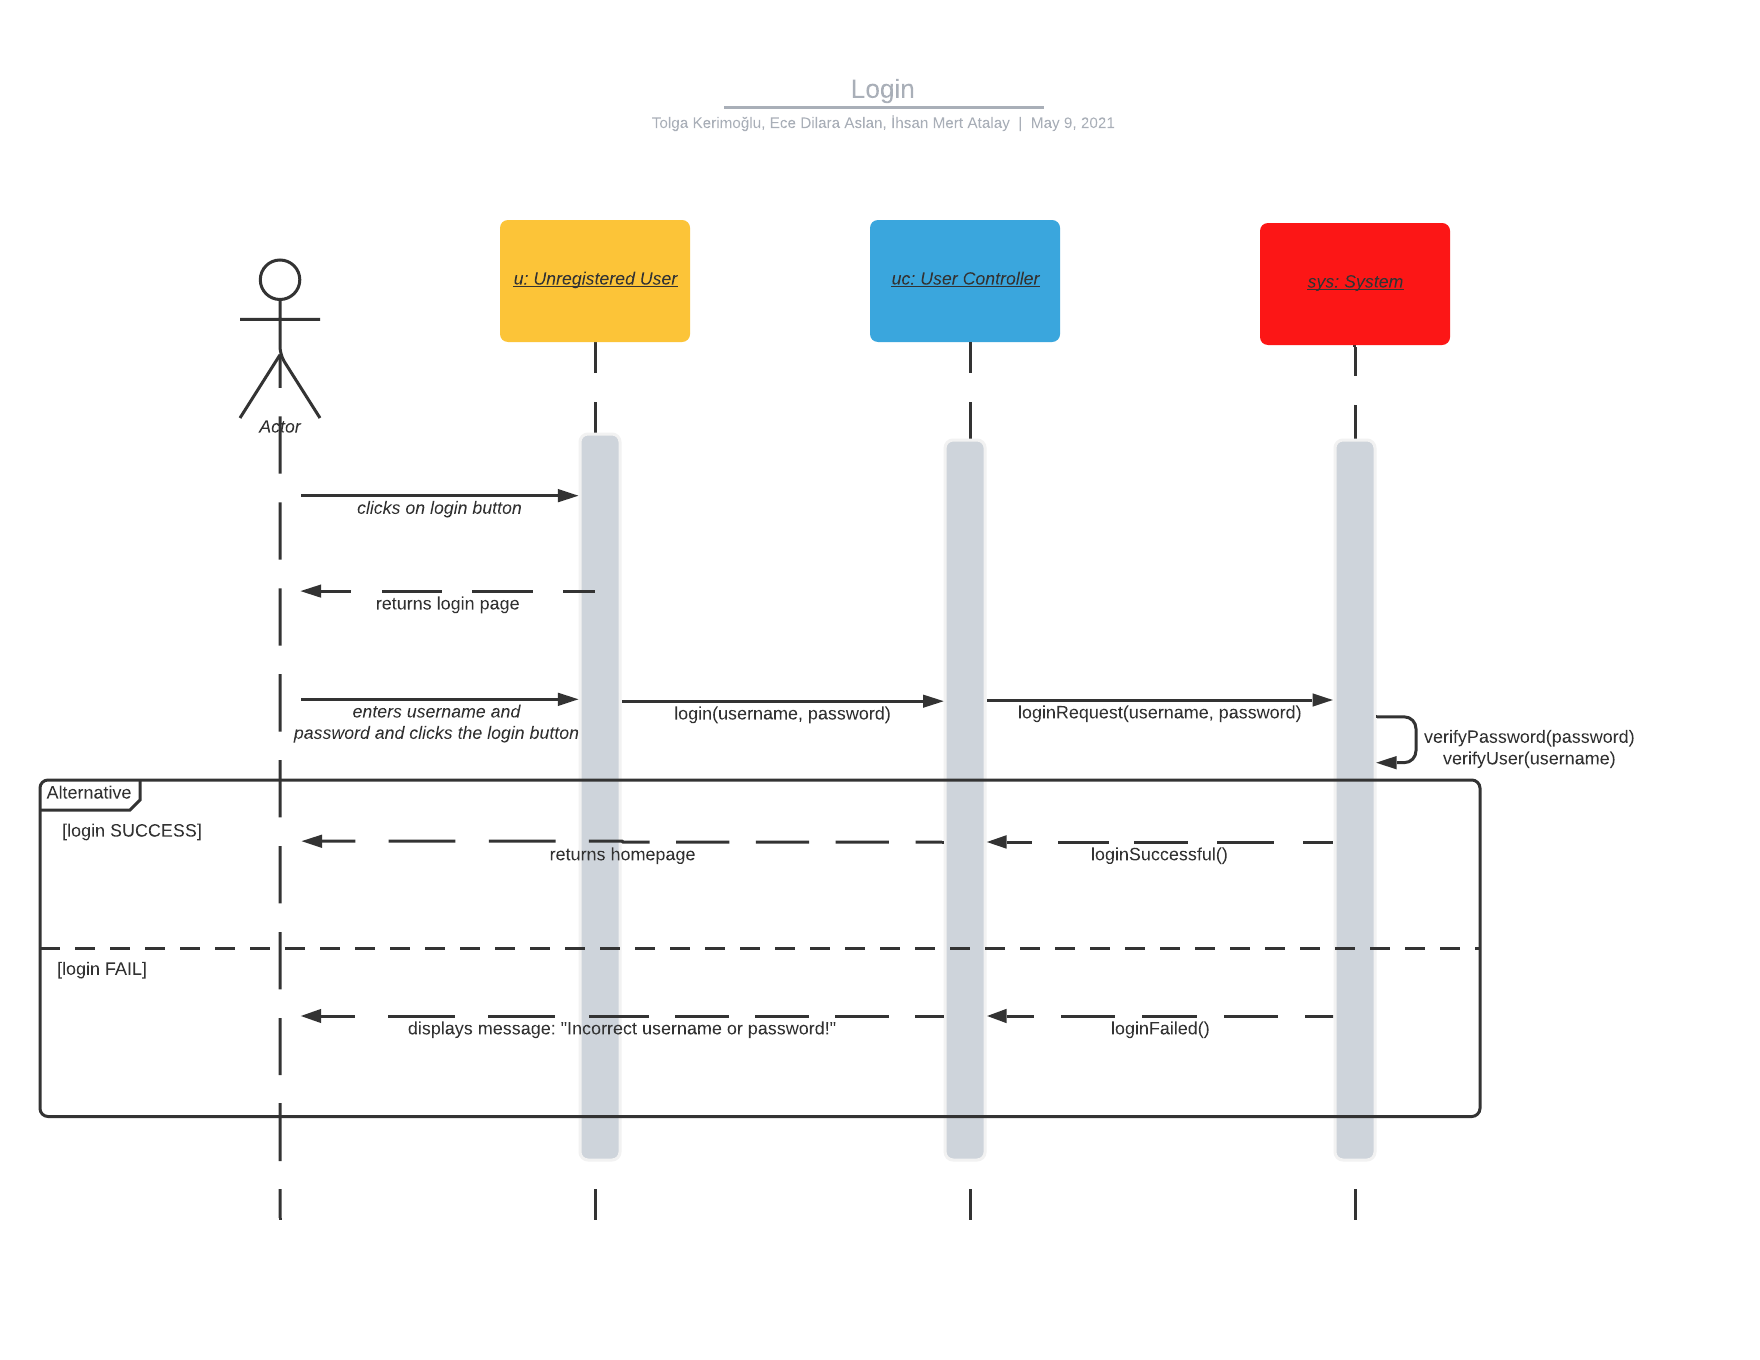 Login
Tolga Kerimoğlu, Ece Dilara Aslan, İhsan Mert Atalay | May 9, 2021
u: Unregistered User
uc: User Controller
sys: System
Actor
clicks on login button
returns login page
enters username and
password and clicks the login button
login(username, password)
loginRequest(username, password)
verifyPassword(password)
verifyUser(username)
Alternative
[login SUCCESS]
returns homepage
loginSuccessful()
[login FAIL]
displays message: "Incorrect username or password!"
loginFailed()